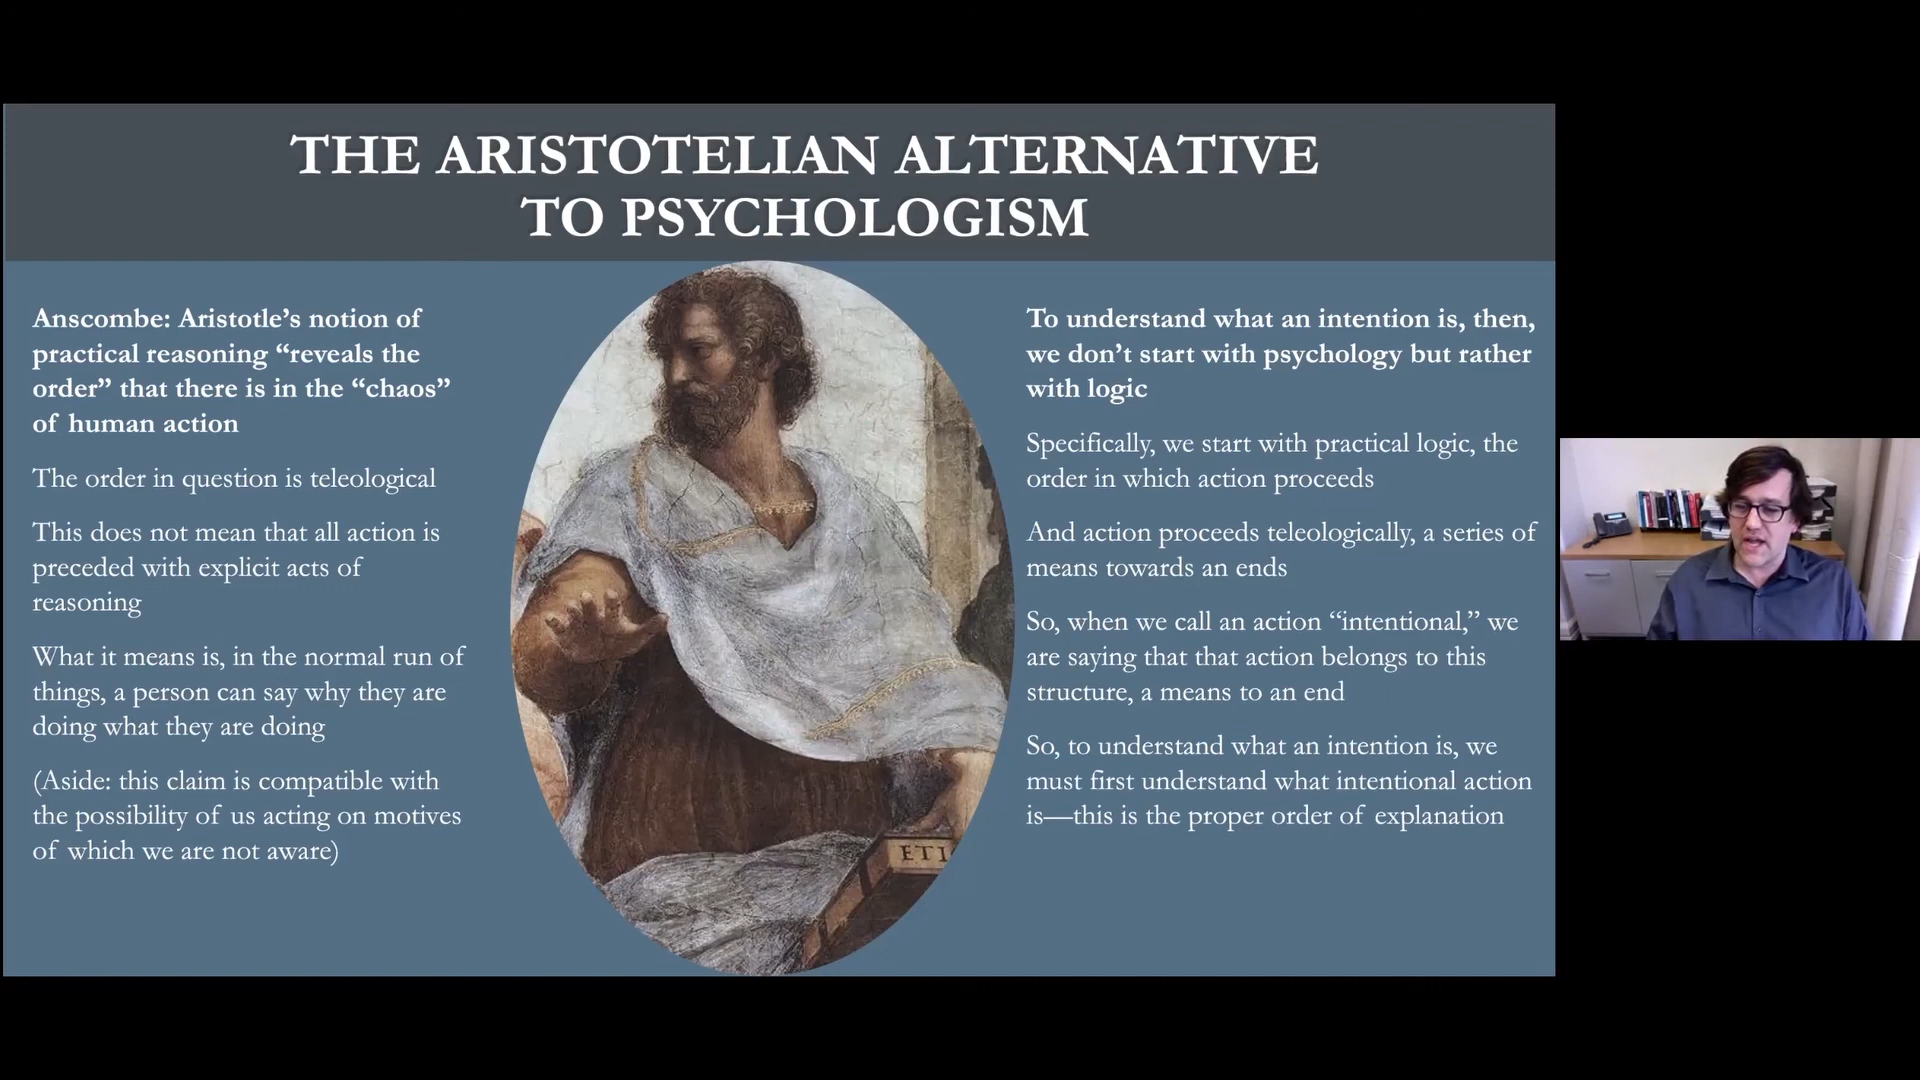 THE ARISTOTELIAN ALTERNATIVE
TO PSYCHOLOGISM
Anscombe: Aristotle’s notion of
practical reasoning “reveals the
order” that there is in the “chaos”
of human action
The order in question is teleological
This does not mean that all action is
preceded with explicit acts of
reasoning
What it means is, in the normal run of
things, a person can say why they are
doing what they are doing
(Aside: this claim is compatible with
the possibility of us acting on motives
of which we are not aware)
ETI
To understand what an intention is, then,
we don’t start with psychology but rather
with logic
Specifically, we start with practical logic, the
order in which action proceeds
And action proceeds teleologically, a series of
means towards an ends
So, when we call an action “intentional,” we
are saying that that action belongs to this
structure, a means to an end
So, to understand what an intention is, we
must first understand what intentional action
is—this is the proper order of explanation